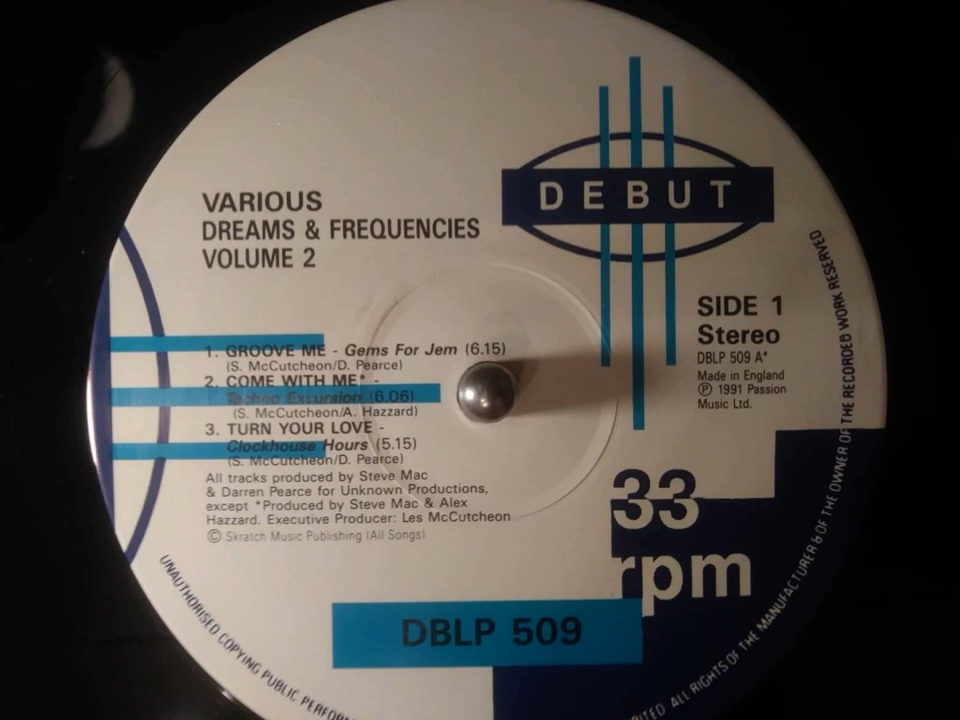 DEBUT
VARIOUS
DREAMS & FREQUENCIES
VOLUME 2
SIDE 1
Stereo
DBLP 509 A*
Made in England
℗ 1991 Passion
Music Ltd.
1. GROOVE ME - Gems For Jem (6.15)
(S. McCutcheon/D. Pearce)
2. COME WITH ME* -
Techno Excursion (6.06)
(S. McCutcheon/A. Hazzard)
3. TURN YOUR LOVE -
Clockhouse Hours (5.15)
(S. McCutcheon/D. Pearce)
All tracks produced by Steve Mac
& Darren Pearce for Unknown Productions,
except *Produced by Steve Mac & Alex
Hazzard. Executive Producer: Les McCutcheon
© Skratch Music Publishing (All Songs)
33
rpm
DBLP 509
UNAUTHORISED COPYING PUBLIC
ALL RIGHTS OF THE MANUFACTURER & OF THE OWNER OF THE RECORDED WORK RESERVED